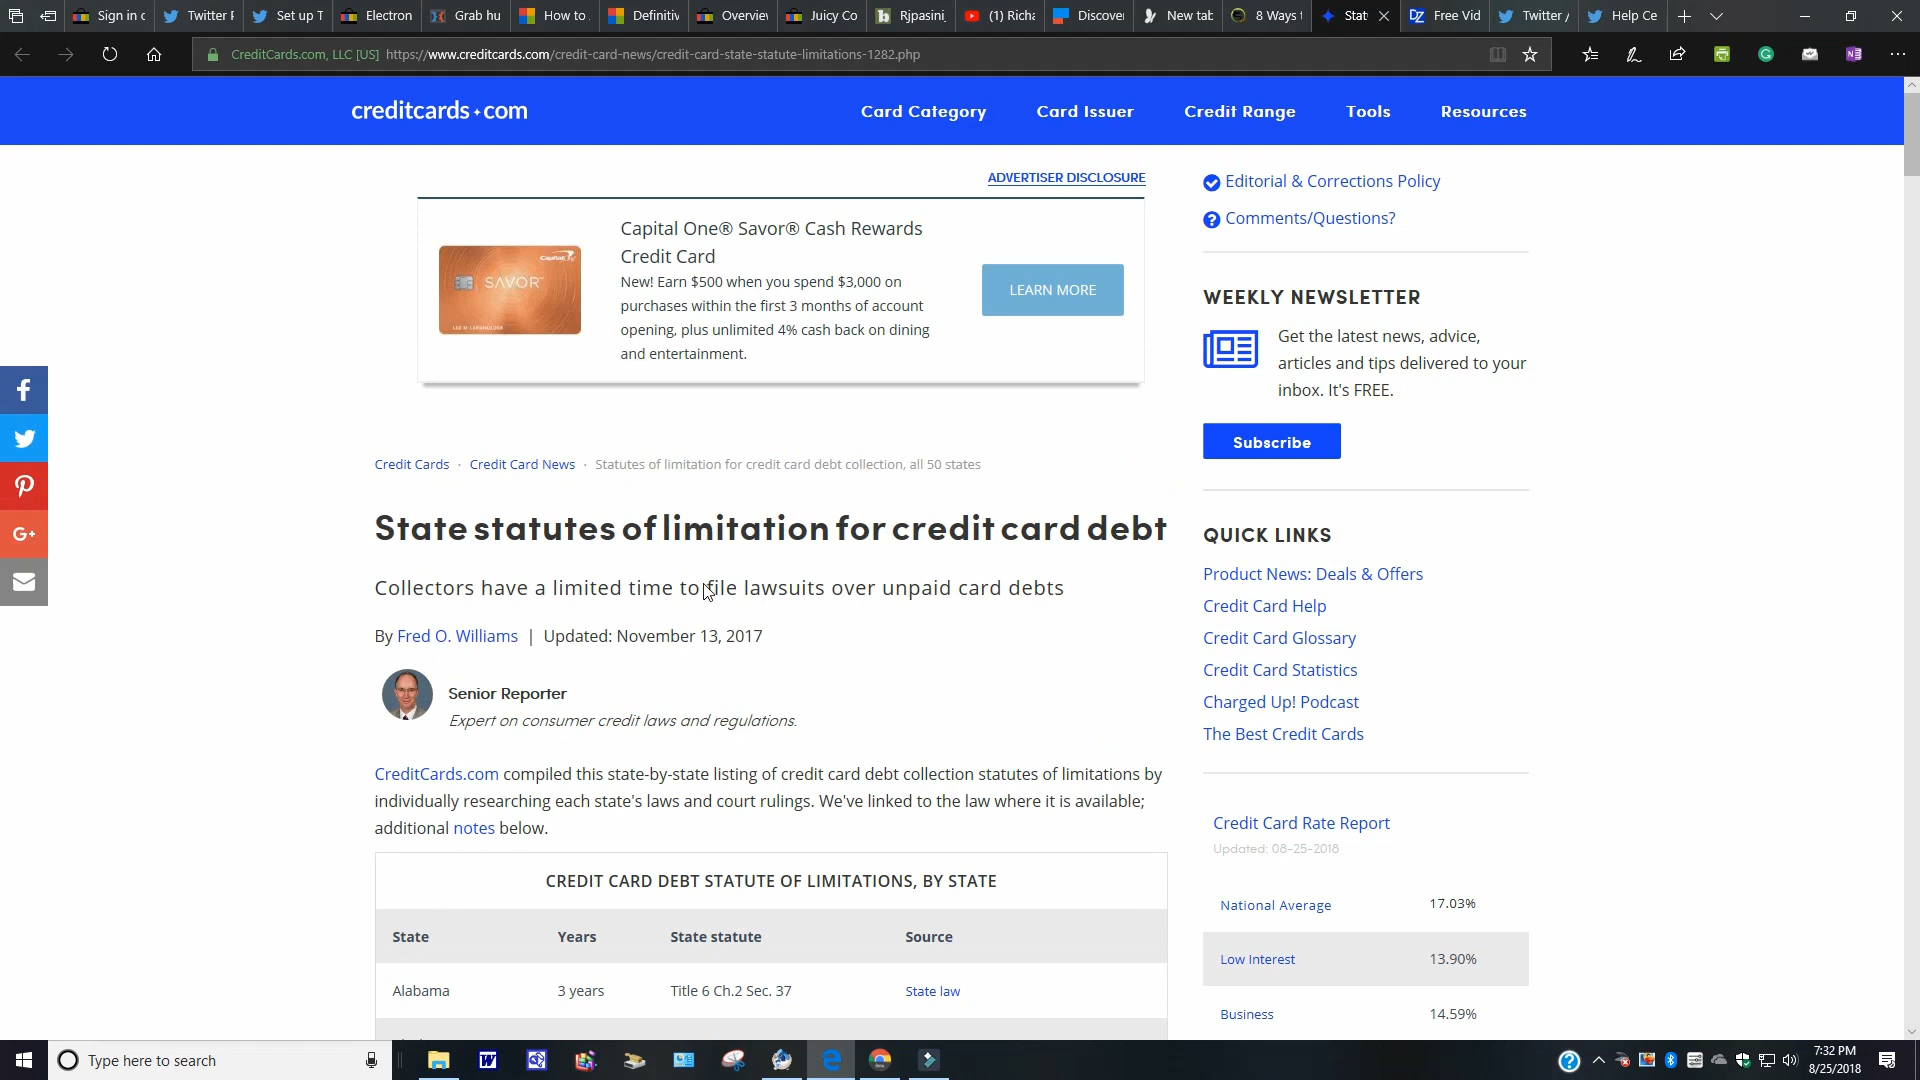 Sign in o
Twitter F
Set up T
Electron
Grab hu
How to
Definitiv
Overvie
Juicy Co
Rjpasini
(1) Richa
Discover
New tab
8 Ways t
Stat
Free Vid
Twitter /
Help Ce
CreditCards.com, LLC [US] https://www.creditcards.com/credit-card-news/credit-card-state-statute-limitations-1282.php
creditcards.com
Card Category
Card Issuer
Credit Range
Tools
Resources
ADVERTISER DISCLOSURE
Capital One
SAVOR
Capital One® Savor® Cash Rewards
Credit Card
New! Earn $500 when you spend $3,000 on
purchases within the first 3 months of account
opening, plus unlimited 4% cash back on dining
and entertainment.
LEARN MORE
Editorial & Corrections Policy
Comments/Questions?
WEEKLY NEWSLETTER
Get the latest news, advice,
articles and tips delivered to your
inbox. It's FREE.
Subscribe
Credit Cards · Credit Card News · Statutes of limitation for credit card debt collection, all 50 states
State statutes of limitation for credit card debt
Collectors have a limited time to file lawsuits over unpaid card debts
By Fred O. Williams | Updated: November 13, 2017
Senior Reporter
Expert on consumer credit laws and regulations.
CreditCards.com compiled this state-by-state listing of credit card debt collection statutes of limitations by
individually researching each state's laws and court rulings. We've linked to the law where it is available;
additional notes below.
CREDIT CARD DEBT STATUTE OF LIMITATIONS, BY STATE
State Years State statute Source
Alabama 3 years Title 6 Ch.2 Sec. 37 State law
QUICK LINKS
Product News: Deals & Offers
Credit Card Help
Credit Card Glossary
Credit Card Statistics
Charged Up! Podcast
The Best Credit Cards
Credit Card Rate Report
Updated: 08-25-2018
National Average 17.03%
Low Interest 13.90%
Business 14.59%
Type here to search
7:32 PM
8/25/2018